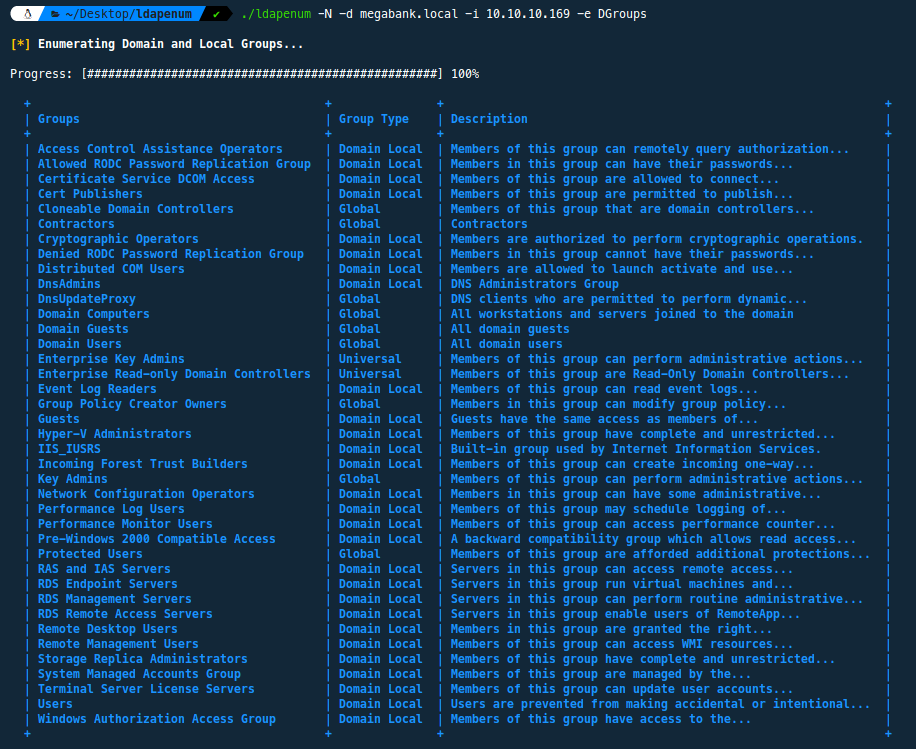 ~/Desktop/ldapenum ✔ ./ldapenum -N -d megabank.local -i 10.10.10.169 -e DGroups
[*] Enumerating Domain and Local Groups...
Progress: [##################################################] 100%
+ + + +
| Groups | Group Type | Description |
+ + + +
| Access Control Assistance Operators | Domain Local | Members of this group can remotely query authorization... |
| Allowed RODC Password Replication Group | Domain Local | Members in this group can have their passwords... |
| Certificate Service DCOM Access | Domain Local | Members of this group are allowed to connect... |
| Cert Publishers | Domain Local | Members of this group are permitted to publish... |
| Cloneable Domain Controllers | Global | Members of this group that are domain controllers... |
| Contractors | Global | Contractors |
| Cryptographic Operators | Domain Local | Members are authorized to perform cryptographic operations. |
| Denied RODC Password Replication Group | Domain Local | Members in this group cannot have their passwords... |
| Distributed COM Users | Domain Local | Members are allowed to launch activate and use... |
| DnsAdmins | Domain Local | DNS Administrators Group |
| DnsUpdateProxy | Global | DNS clients who are permitted to perform dynamic... |
| Domain Computers | Global | All workstations and servers joined to the domain |
| Domain Guests | Global | All domain guests |
| Domain Users | Global | All domain users |
| Enterprise Key Admins | Universal | Members of this group can perform administrative actions... |
| Enterprise Read-only Domain Controllers | Universal | Members of this group are Read-Only Domain Controllers... |
| Event Log Readers | Domain Local | Members of this group can read event logs... |
| Group Policy Creator Owners | Global | Members in this group can modify group policy... |
| Guests | Domain Local | Guests have the same access as members of... |
| Hyper-V Administrators | Domain Local | Members of this group have complete and unrestricted... |
| IIS_IUSRS | Domain Local | Built-in group used by Internet Information Services. |
| Incoming Forest Trust Builders | Domain Local | Members of this group can create incoming one-way... |
| Key Admins | Global | Members of this group can perform administrative actions... |
| Network Configuration Operators | Domain Local | Members in this group can have some administrative... |
| Performance Log Users | Domain Local | Members of this group may schedule logging of... |
| Performance Monitor Users | Domain Local | Members of this group can access performance counter... |
| Pre-Windows 2000 Compatible Access | Domain Local | A backward compatibility group which allows read access... |
| Protected Users | Global | Members of this group are afforded additional protections... |
| RAS and IAS Servers | Domain Local | Servers in this group can access remote access... |
| RDS Endpoint Servers | Domain Local | Servers in this group run virtual machines and... |
| RDS Management Servers | Domain Local | Servers in this group can perform routine administrative... |
| RDS Remote Access Servers | Domain Local | Servers in this group enable users of RemoteApp... |
| Remote Desktop Users | Domain Local | Members in this group are granted the right... |
| Remote Management Users | Domain Local | Members of this group can access WMI resources... |
| Storage Replica Administrators | Domain Local | Members of this group have complete and unrestricted... |
| System Managed Accounts Group | Domain Local | Members of this group are managed by the... |
| Terminal Server License Servers | Domain Local | Members of this group can update user accounts... |
| Users | Domain Local | Users are prevented from making accidental or intentional... |
| Windows Authorization Access Group | Domain Local | Members of this group have access to the... |
+ + + +